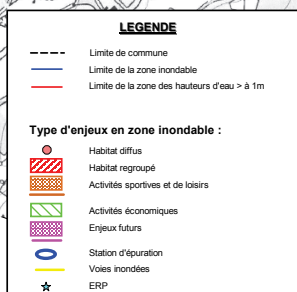 LEGENDE
Limite de commune
Limite de la zone inondable
Limite de la zone des hauteurs d'eau > à 1m
Type d'enjeux en zone inondable :
Habitat diffus
Habitat regroupé
Activités sportives et de loisirs
Activités économiques
Enjeux futurs
Station d'épuration
Voies inondées
ERP